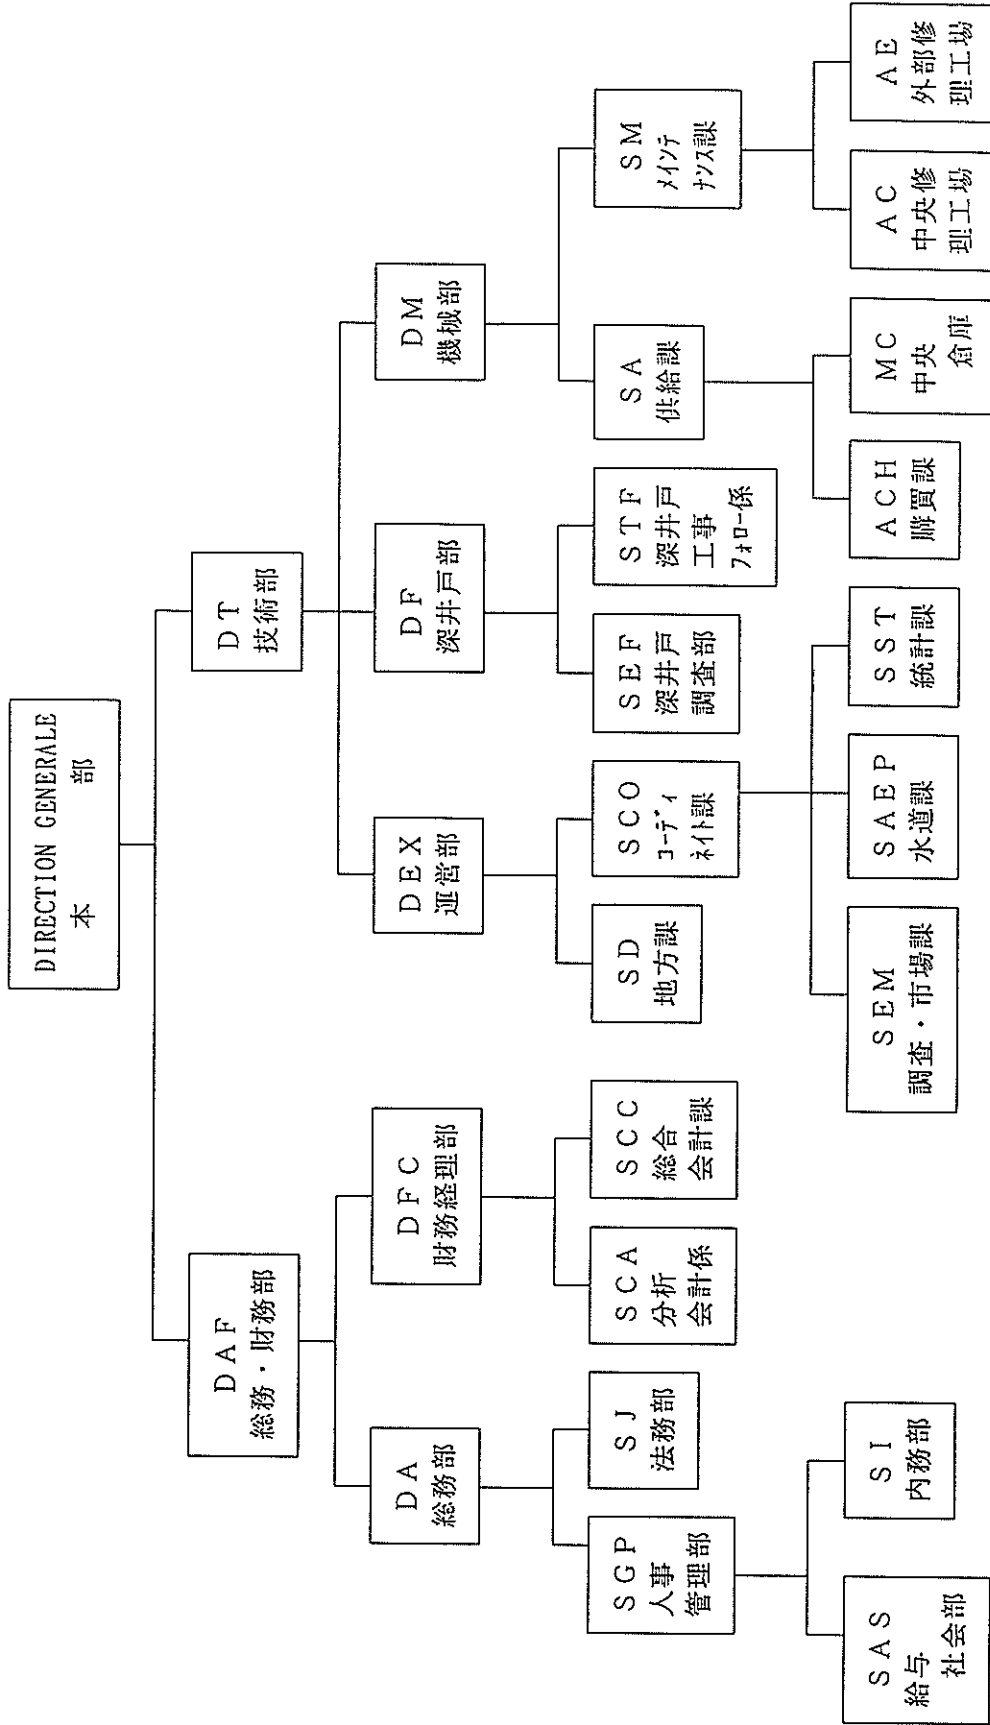 DIRECTION GENERALE
本 部
DAF
総務・財務部
DT
技術部
DA
総務部
DFC
財務経理部
DEX
運営部
DF
深井戸部
DM
機械部
SGP
人事
管理部
SJ
法務部
SCA
分析
会計係
SCC
総合
会計課
SD
地方課
SCO
コーディ
ネイト課
SEF
深井戸
調査部
STF
深井戸
工事
フォロー係
SA
供給課
SM
メインテ
ナンス課
SAS
給与
社会部
SI
内務部
SEM
調査・市場課
SAEP
水道課
SST
統計課
ACH
購買課
MC
中央
倉庫
AC
中央修
理工場
AE
外部修
理工場